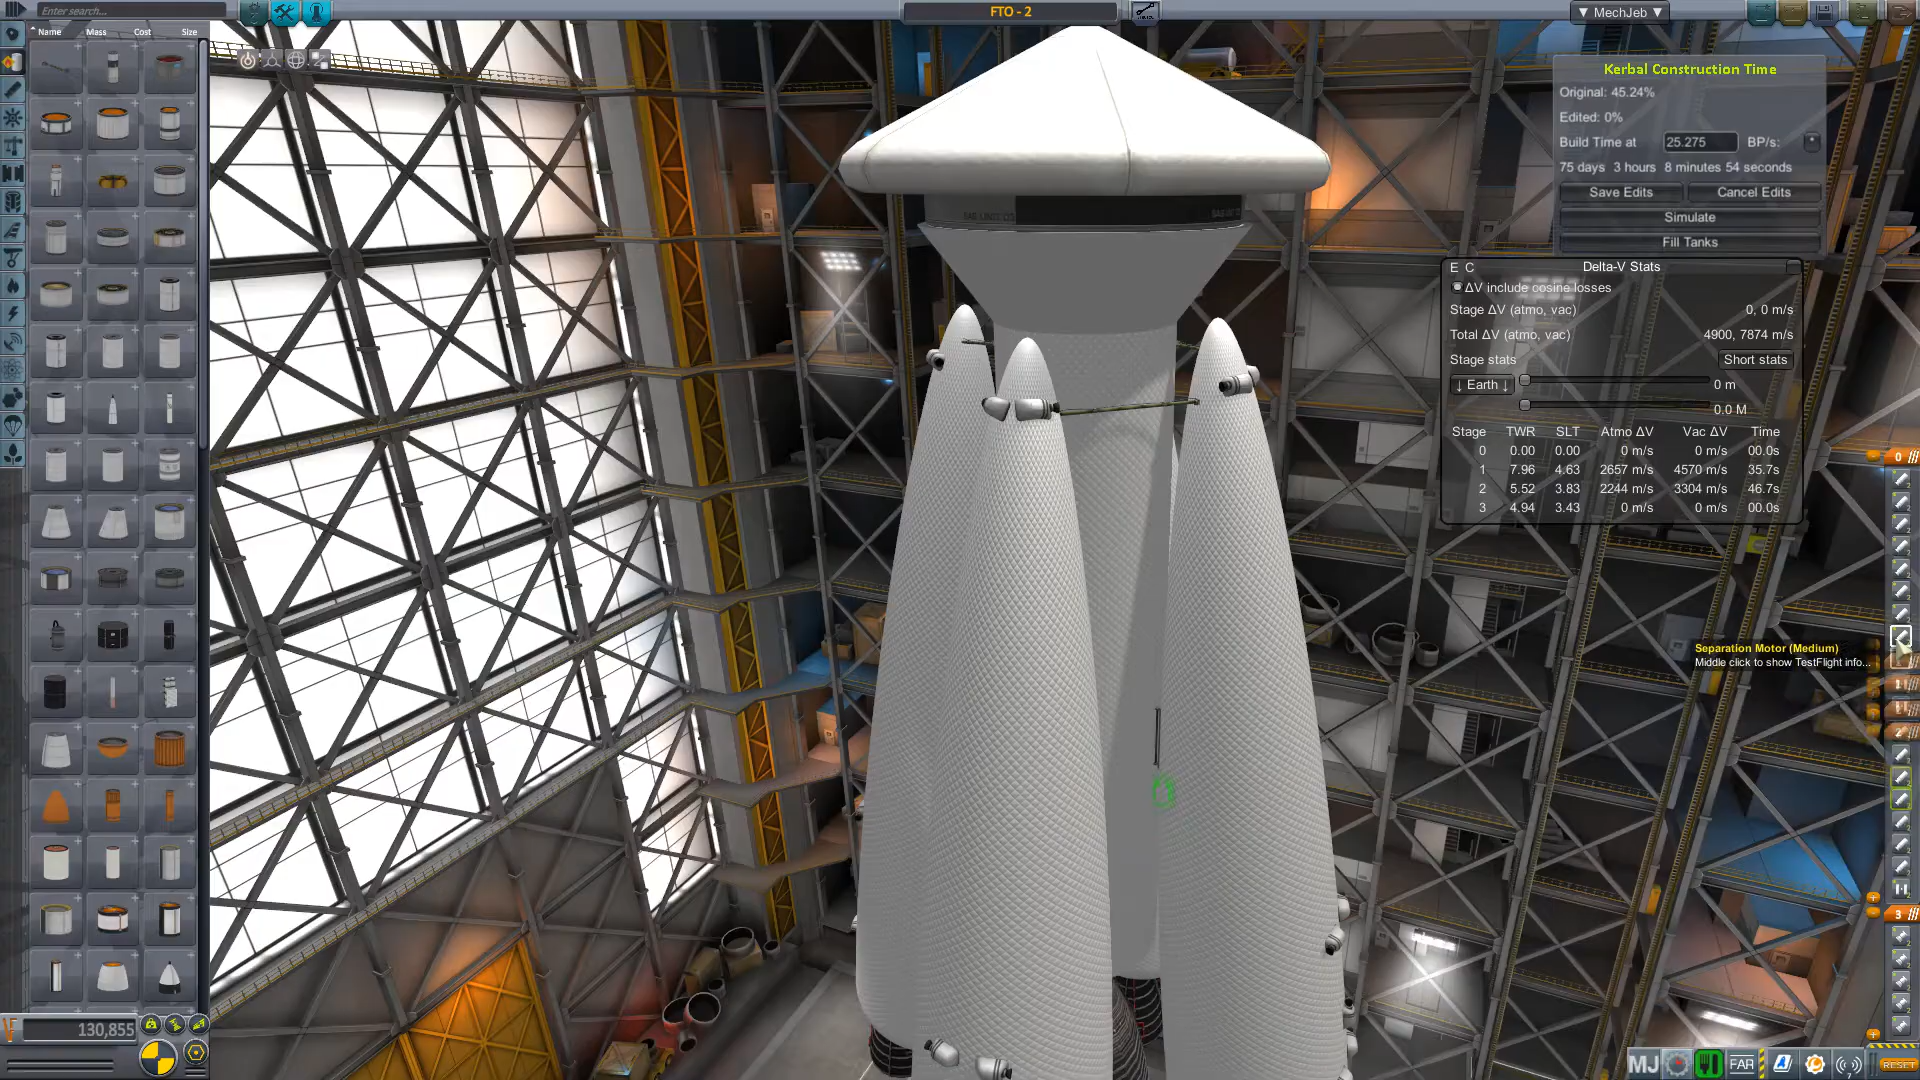 Enter search...
FTO - 2
▼ MechJeb ▼
Name Mass Cost Size
Kerbal Construction Time
Original: 45.24%
Edited: 0%
Build Time at 25.275 BP/s:
75 days 3 hours 8 minutes 54 seconds
Save Edits Cancel Edits
Simulate
Fill Tanks
E C Delta-V Stats
ΔV include cosine losses
Stage ΔV (atmo, vac) 0, 0 m/s
Total ΔV (atmo, vac) 4900, 7874 m/s
Stage stats Short stats
↓ Earth ↓ 0 m
0.0 M
Stage TWR SLT Atmo ΔV Vac ΔV Time
0 0.00 0.00 0 m/s 0 m/s 00.0s
1 7.96 4.63 2657 m/s 4570 m/s 35.7s
2 5.52 3.83 2244 m/s 3304 m/s 46.7s
3 4.94 3.43 0 m/s 0 m/s 00.0s
0
Separation Motor (Medium)
Middle click to show TestFlight info...
2
3
130,855
MJ FAR
RESET